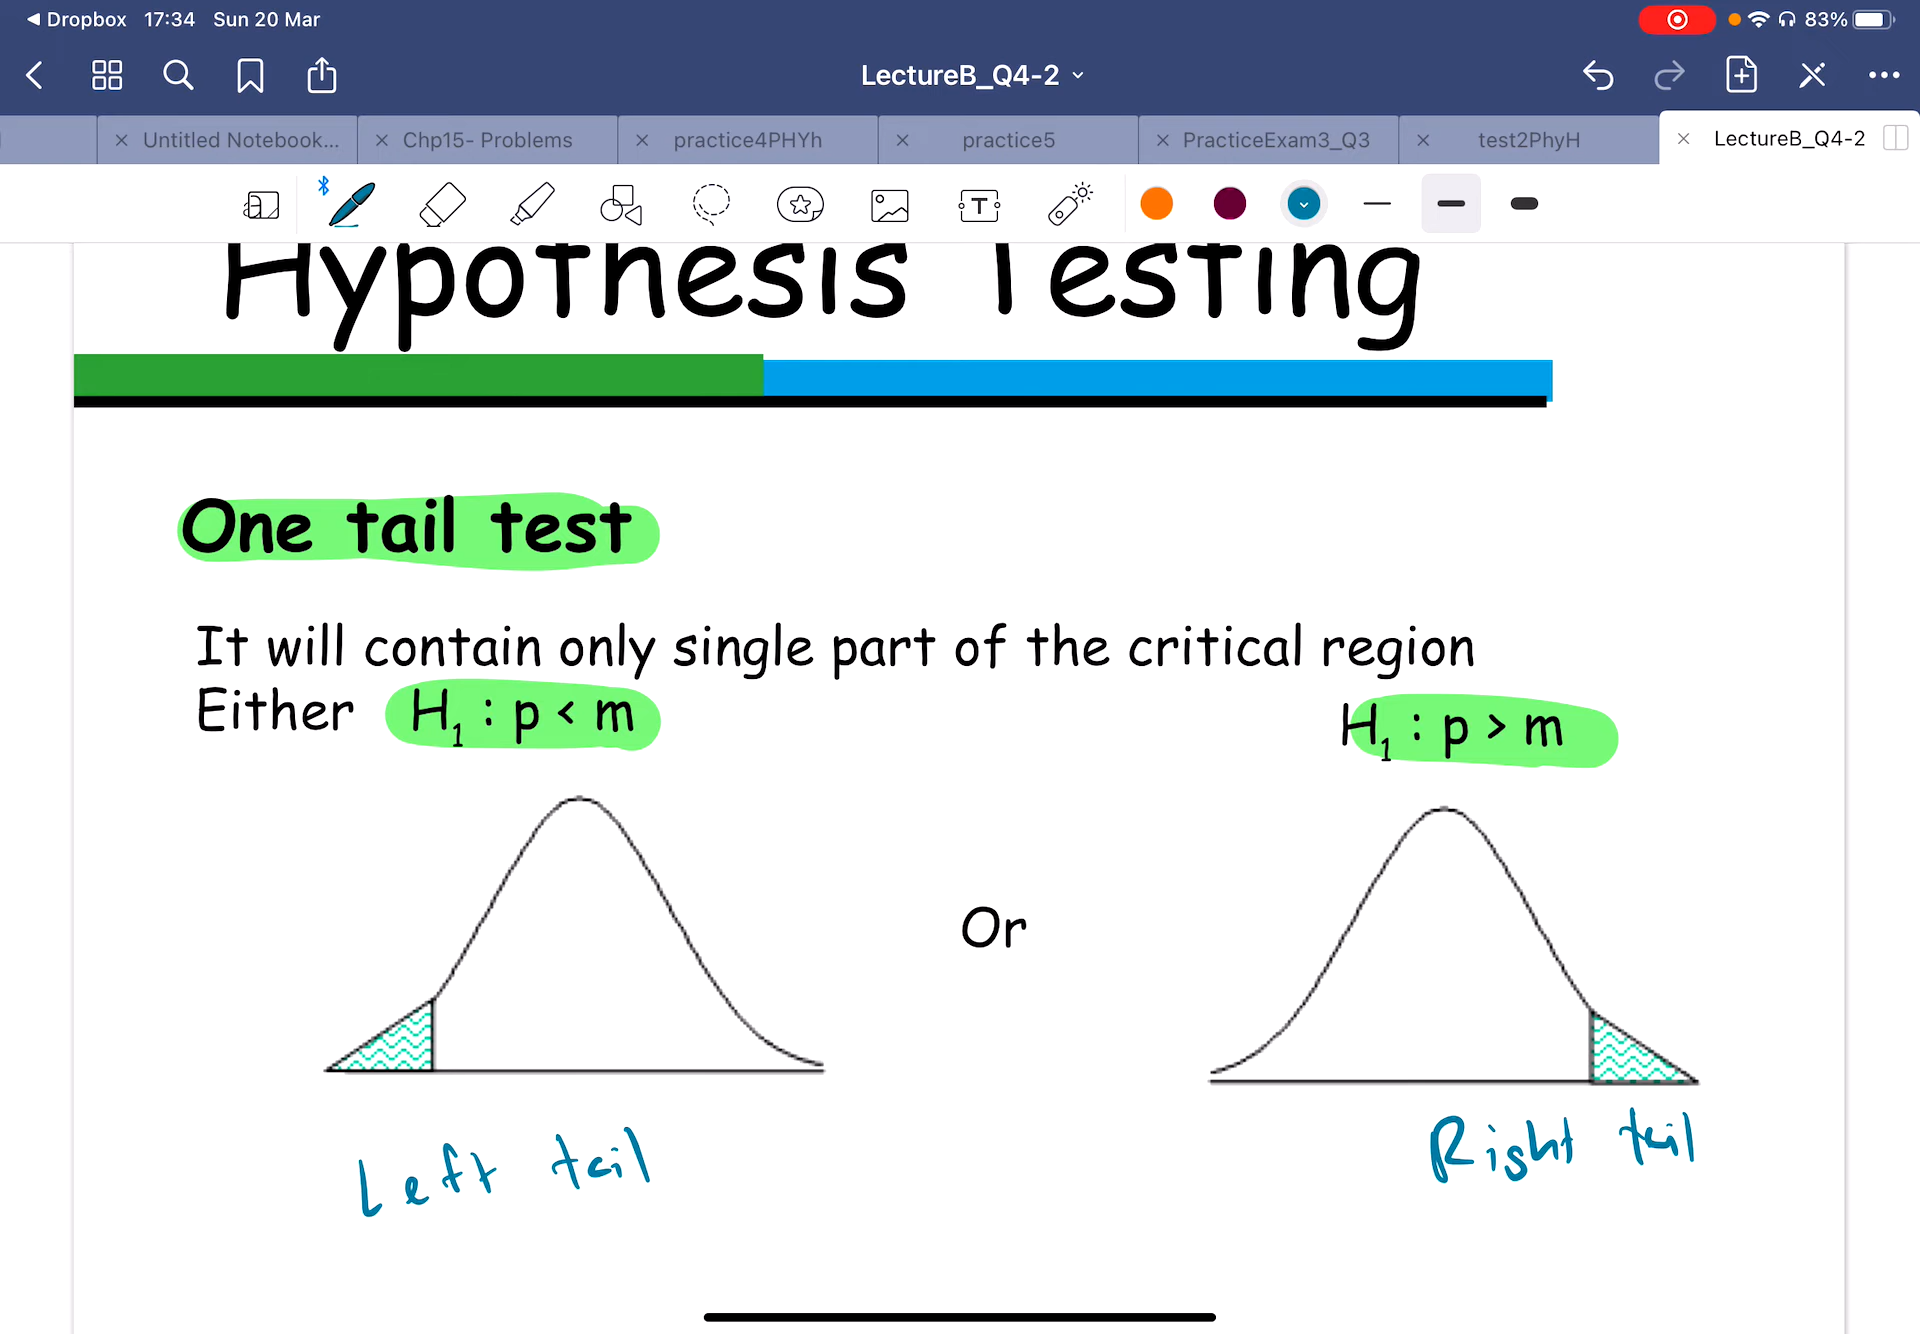 Dropbox 17:34 Sun 20 Mar 83%
LectureB_Q4-2
Untitled Notebook... Chp15- Problems practice4PHYh practice5 PracticeExam3_Q3 test2PhyH LectureB_Q4-2
Hypothesis Testing
One tail test
It will contain only single part of the critical region
Either H₁ : p < m H₁ : p > m
Or
Left tail Right tail